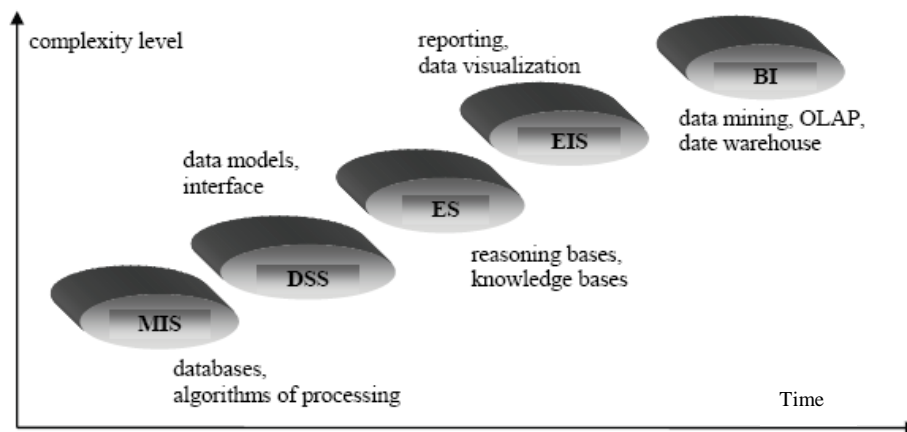 complexity level
reporting,
data visualization
BI
data mining, OLAP,
date warehouse
EIS
data models,
interface
ES
reasoning bases,
knowledge bases
DSS
MIS
databases,
algorithms of processing
Time